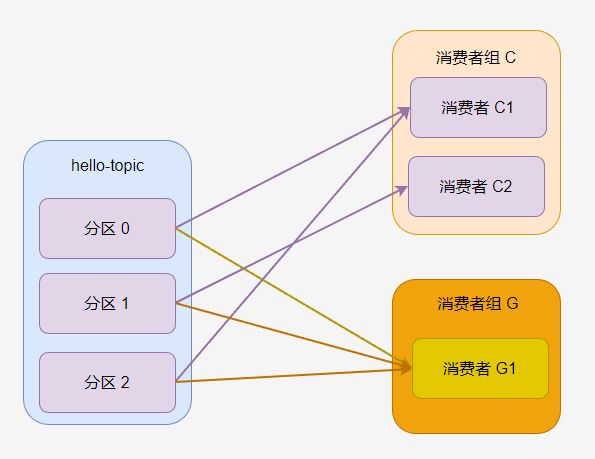 hello-topic
分区 0
分区 1
分区 2
消费者组 C
消费者 C1
消费者 C2
消费者组 G
消费者 G1